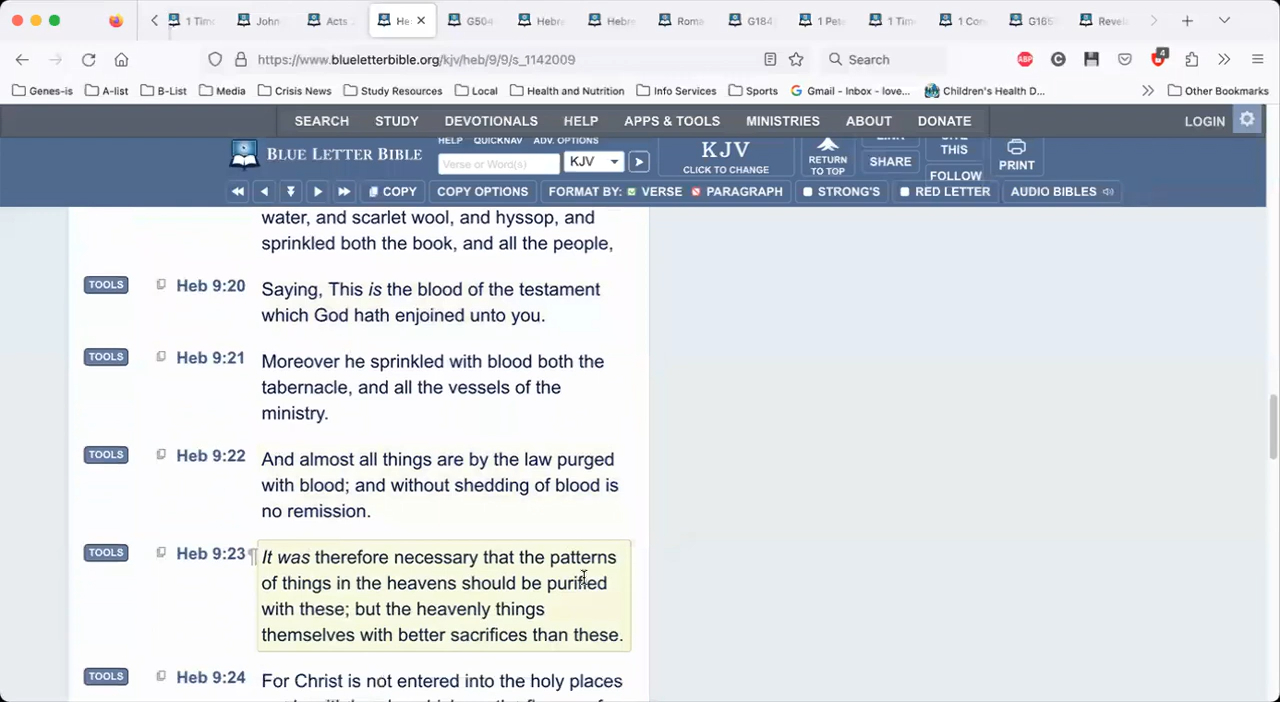 1 Time
John
Acts
He
G504
Hebre
Hebre
Roma
G184
1 Pete
1 Time
1 Cor
G165
Revel
https://www.blueletterbible.org/kjv/heb/9/9/s_1142009
Search
ABP
C
4
Genes-is
A-list
B-List
Media
Crisis News
Study Resources
Local
Health and Nutrition
Info Services
Spotts
Gmail - Inbox - love...
Children's Health D...
Other Bookmarks
SEARCH STUDY DEVOTIONALS HELP APPS & TOOLS MINISTRIES ABOUT DONATE LOGIN
BLUE LETTER BIBLE
HELP QUICKNAV ADV. OPTIONS
Verse or Word(s)
KJV
KJV
CLICK TO CHANGE
RETURN
TO TOP
LINK
SHARE
CITE
THIS
FOLLOW
PRINT
COPY COPY OPTIONS FORMAT BY: VERSE PARAGRAPH STRONG'S RED LETTER AUDIO BIBLES
water, and scarlet wool, and hyssop, and
sprinkled both the book, and all the people,
TOOLS Heb 9:20 Saying, This is the blood of the testament
which God hath enjoined unto you.
TOOLS Heb 9:21 Moreover he sprinkled with blood both the
tabernacle, and all the vessels of the
ministry.
TOOLS Heb 9:22 And almost all things are by the law purged
with blood; and without shedding of blood is
no remission.
TOOLS Heb 9:23 ¶ It was therefore necessary that the patterns
of things in the heavens should be purified
with these; but the heavenly things
themselves with better sacrifices than these.
TOOLS Heb 9:24 For Christ is not entered into the holy places